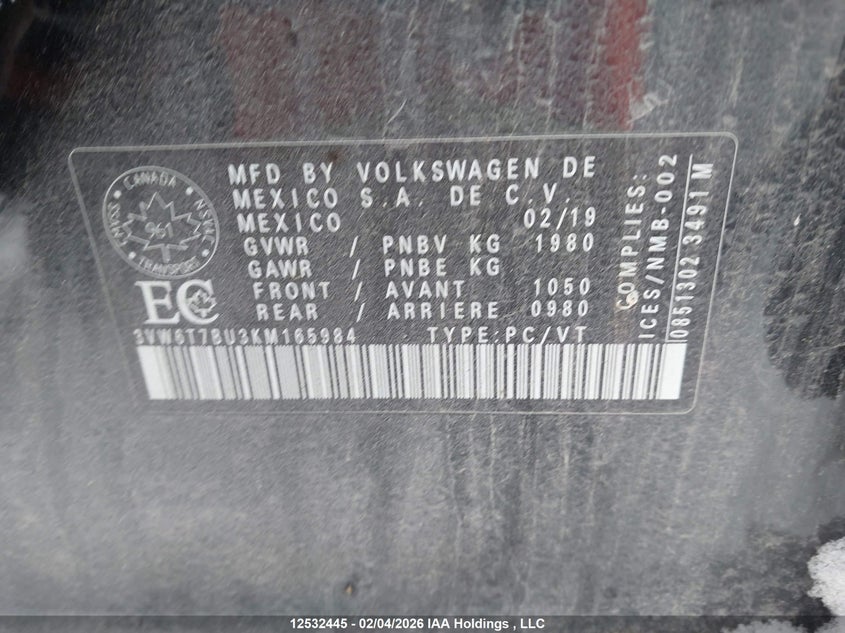 CANADA
TRANSPORT
961
MFD BY VOLKSWAGEN DE
MEXICO S.A. DE C.V.
MEXICO 02/19
GVWR / PNBV KG 1980
GAWR / PNBE KG
FRONT / AVANT 1050
REAR / ARRIERE 0980
EC
3VW6T7BU3KM165984 TYPE:PC/VT
COMPLIES:
ICES/NMB-002
0851302 3491 M
12532445 - 02/04/2026 IAA Holdings , LLC